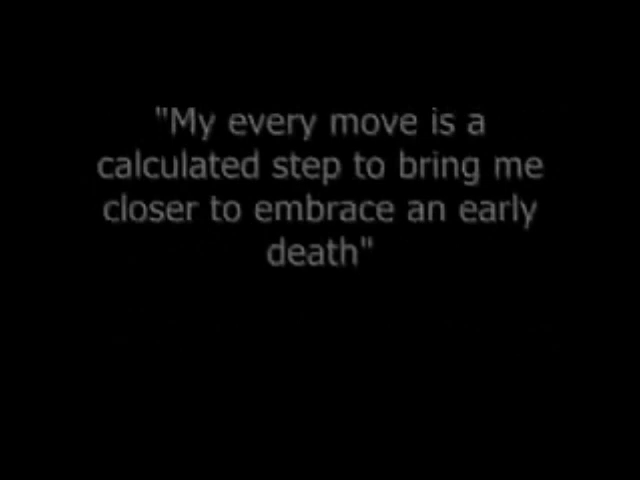 "My every move is a
calculated step to bring me
closer to embrace an early
death"